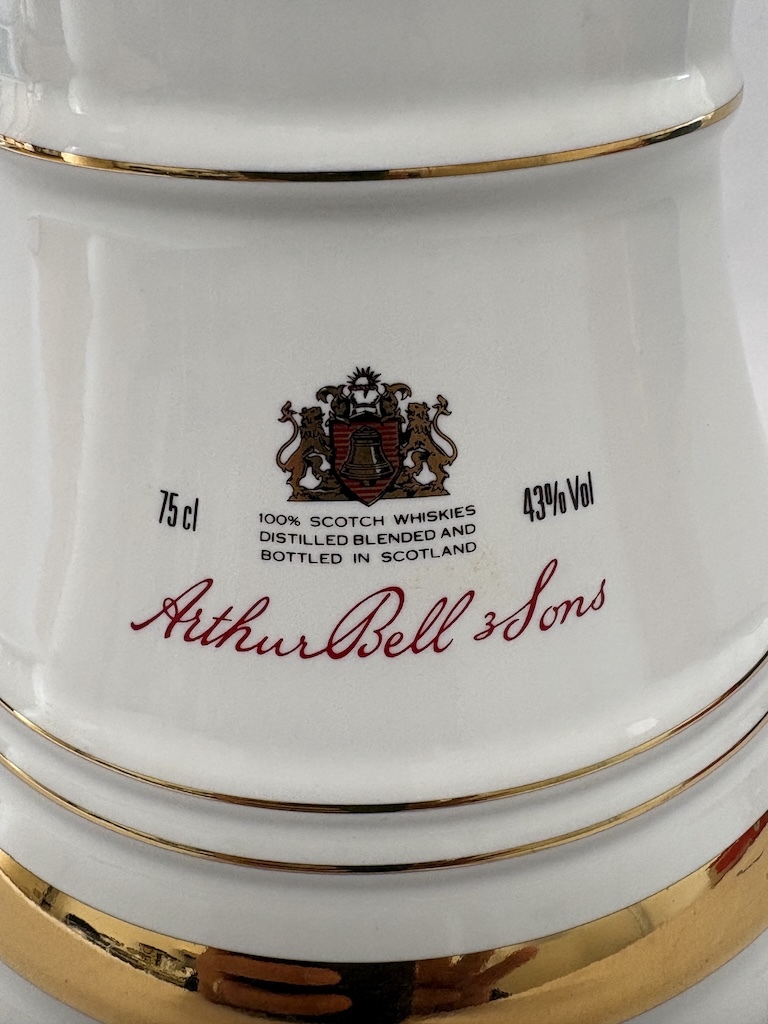 75 cl
43% Vol
100% SCOTCH WHISKIES
DISTILLED BLENDED AND
BOTTLED IN SCOTLAND
Arthur Bell & Sons